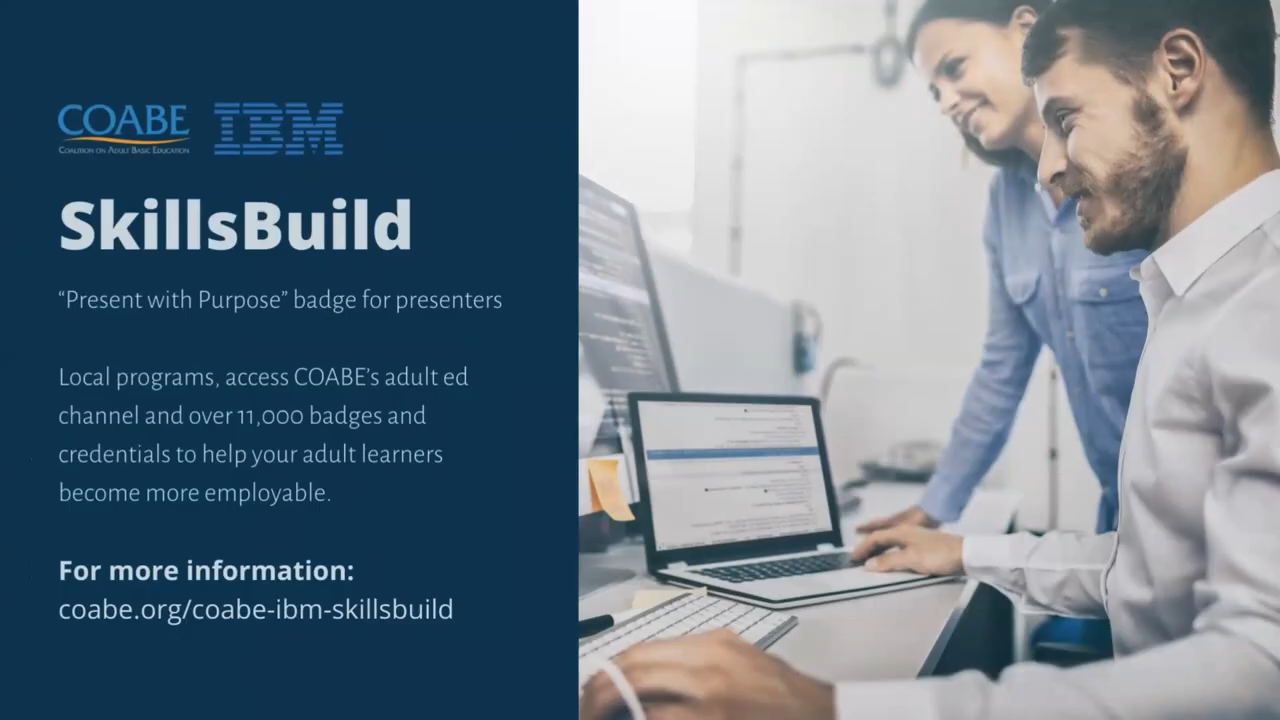 COABE IBM
COALITION ON ADULT BASIC EDUCATION
SkillsBuild
“Present with Purpose” badge for presenters
Local programs, access COABE’s adult ed
channel and over 11,000 badges and
credentials to help your adult learners
become more employable.
For more information:
coabe.org/coabe-ibm-skillsbuild